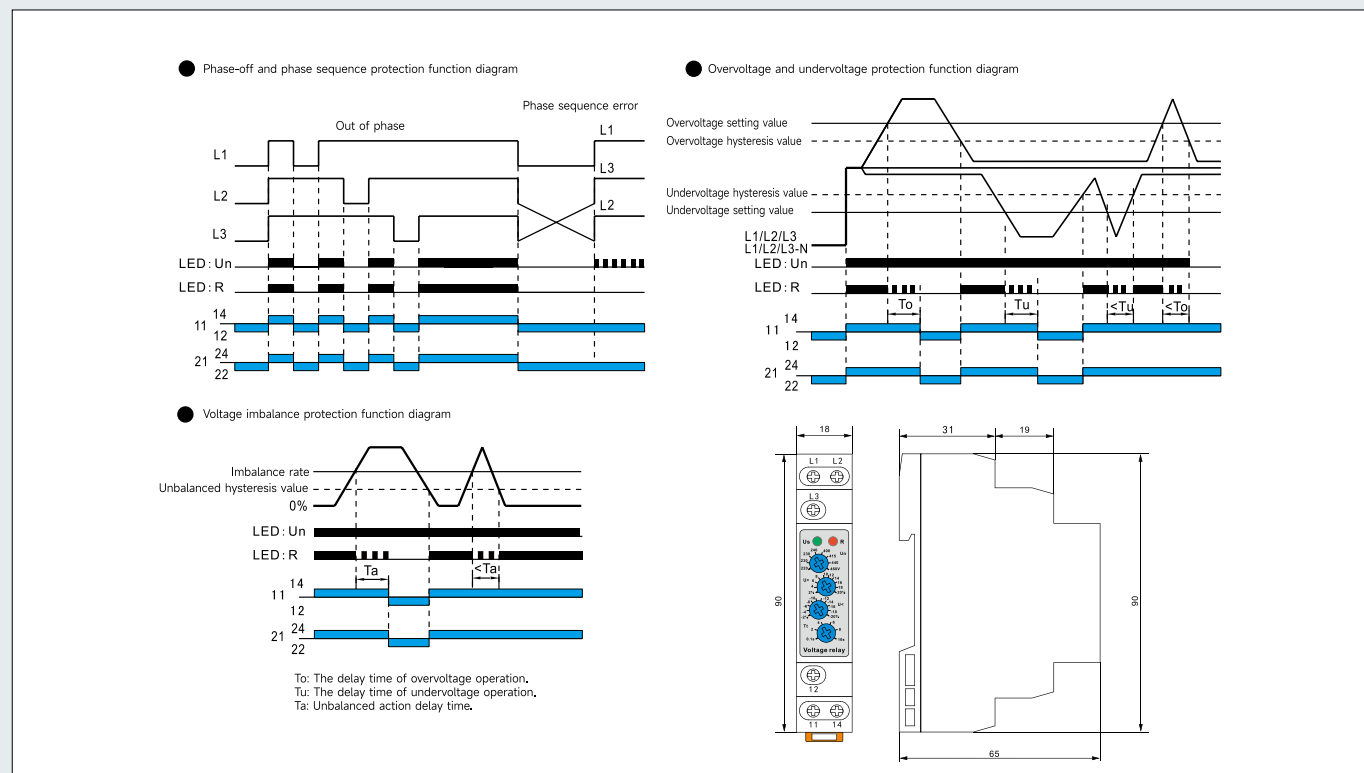 Phase-off and phase sequence protection function diagram
Phase sequence error
Out of phase
L1
L1
L3
L2
L2
L3
LED: Un
LED: R
11 14
12
21 24
22
Overvoltage and undervoltage protection function diagram
Overvoltage setting value
Overvoltage hysteresis value
Undervoltage hysteresis value
Undervoltage setting value
L1/L2/L3
L1/L2/L3-N
LED: Un
LED: R
To Tu <Tu <To
11 14
12
21 24
22
Voltage imbalance protection function diagram
Imbalance rate
Unbalanced hysteresis value
0%
LED: Un
LED: R
Ta <Ta
11 14
12
21 24
22
To: The delay time of overvoltage operation.
Tu: The delay time of undervoltage operation.
Ta: Unbalanced action delay time.
18
L1 L2
L3
R
Un
Voltage relay
12
11 14
90
31 19
90
65